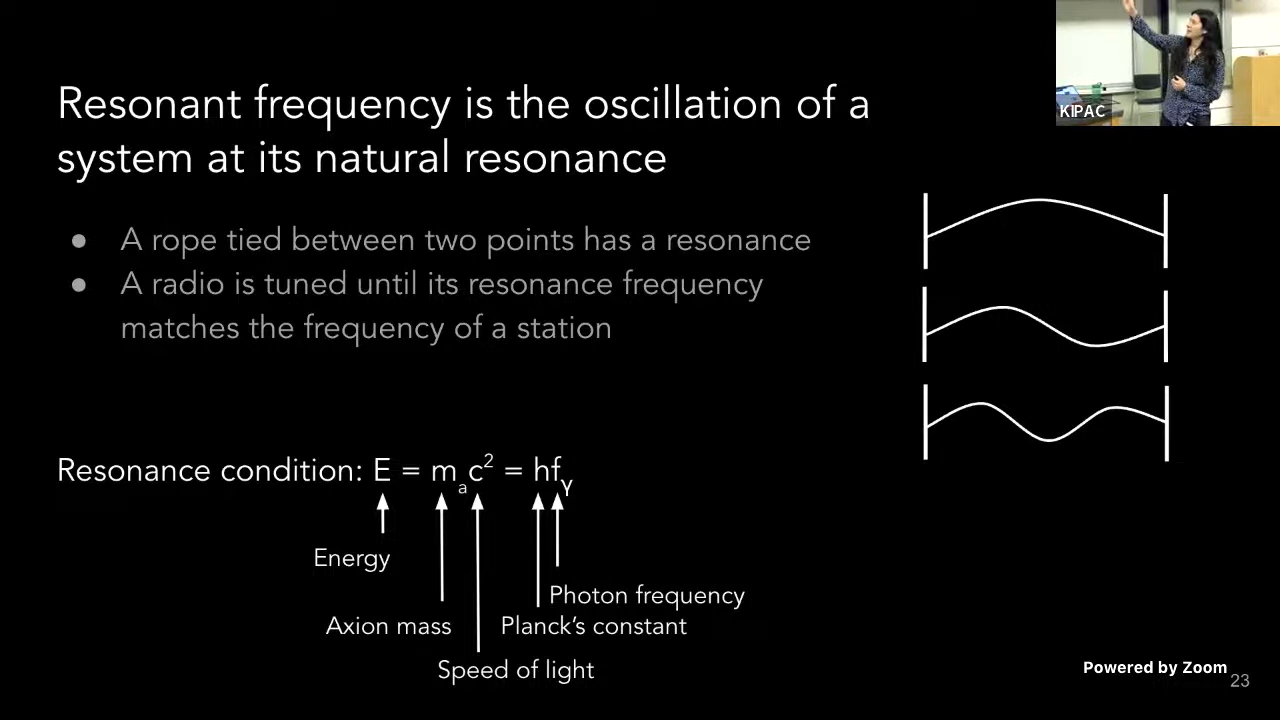 KIPAC
Resonant frequency is the oscillation of a
system at its natural resonance
● A rope tied between two points has a resonance
● A radio is tuned until its resonance frequency
matches the frequency of a station
Resonance condition: E = mₐc² = hfᵧ
Energy
Photon frequency
Axion mass
Planck's constant
Speed of light
Powered by Zoom
23